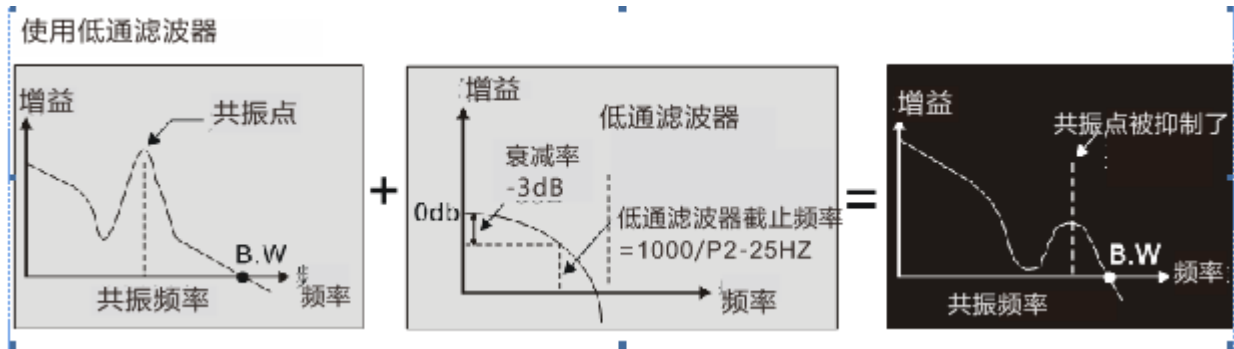 使用低通滤波器
增益
共振点
B.W
频率
共振频率
+
增益
低通滤波器
衰减率
-3dB
0db
低通滤波器截止频率
=1000/P2-25HZ
频率
=
增益
共振点被抑制了
B.W
频率
共振频率